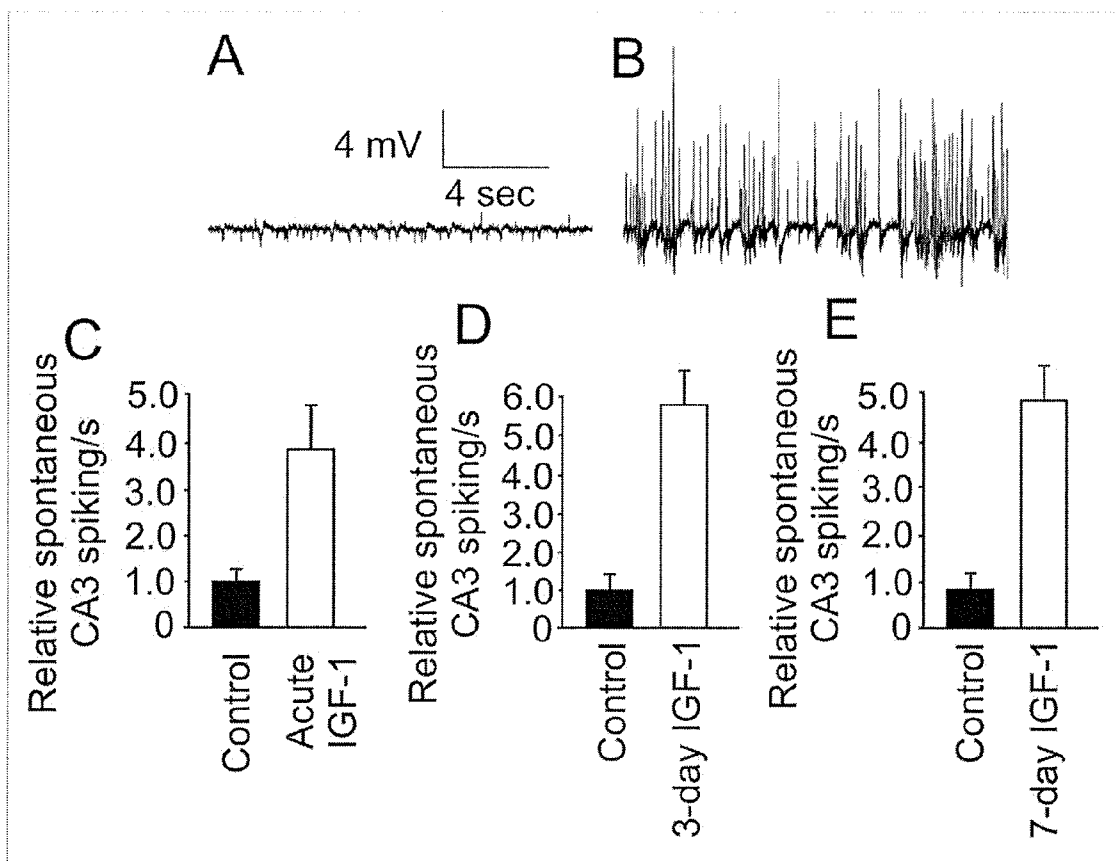 A
B
4 mV
4 sec
C
Relative spontaneous
CA3 spiking/s
5.0
4.0
3.0
2.0
1.0
0
Control
Acute
IGF-1
D
Relative spontaneous
CA3 spiking/s
6.0
5.0
4.0
3.0
2.0
1.0
0
Control
3-day IGF-1
E
Relative spontaneous
CA3 spiking/s
5.0
4.0
3.0
2.0
1.0
0
Control
7-day IGF-1